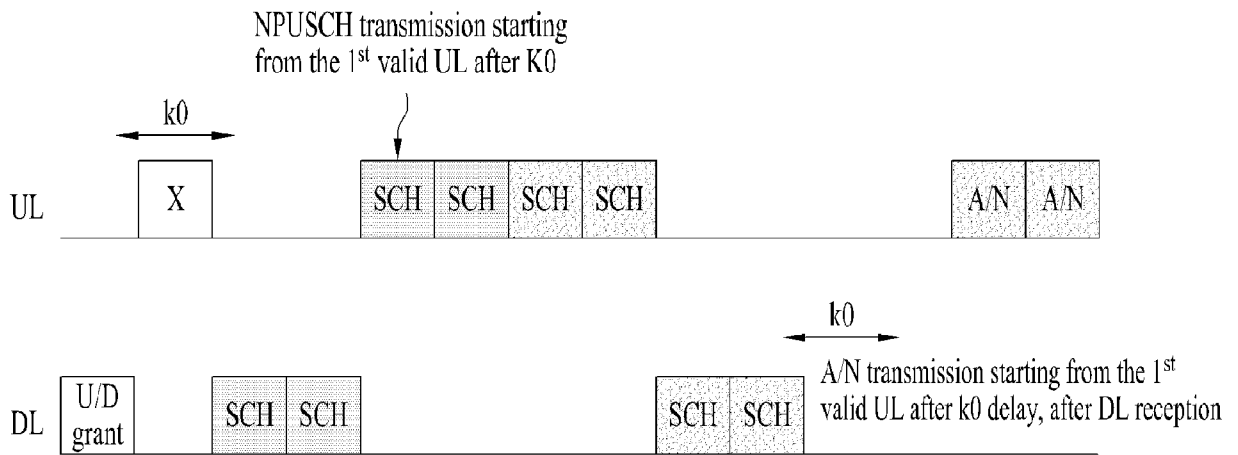 NPUSCH transmission starting
from the 1st valid UL after K0
k0
UL
X
SCH
SCH
SCH
SCH
A/N
A/N
k0
A/N transmission starting from the 1st
valid UL after k0 delay, after DL reception
DL
U/D
grant
SCH
SCH
SCH
SCH